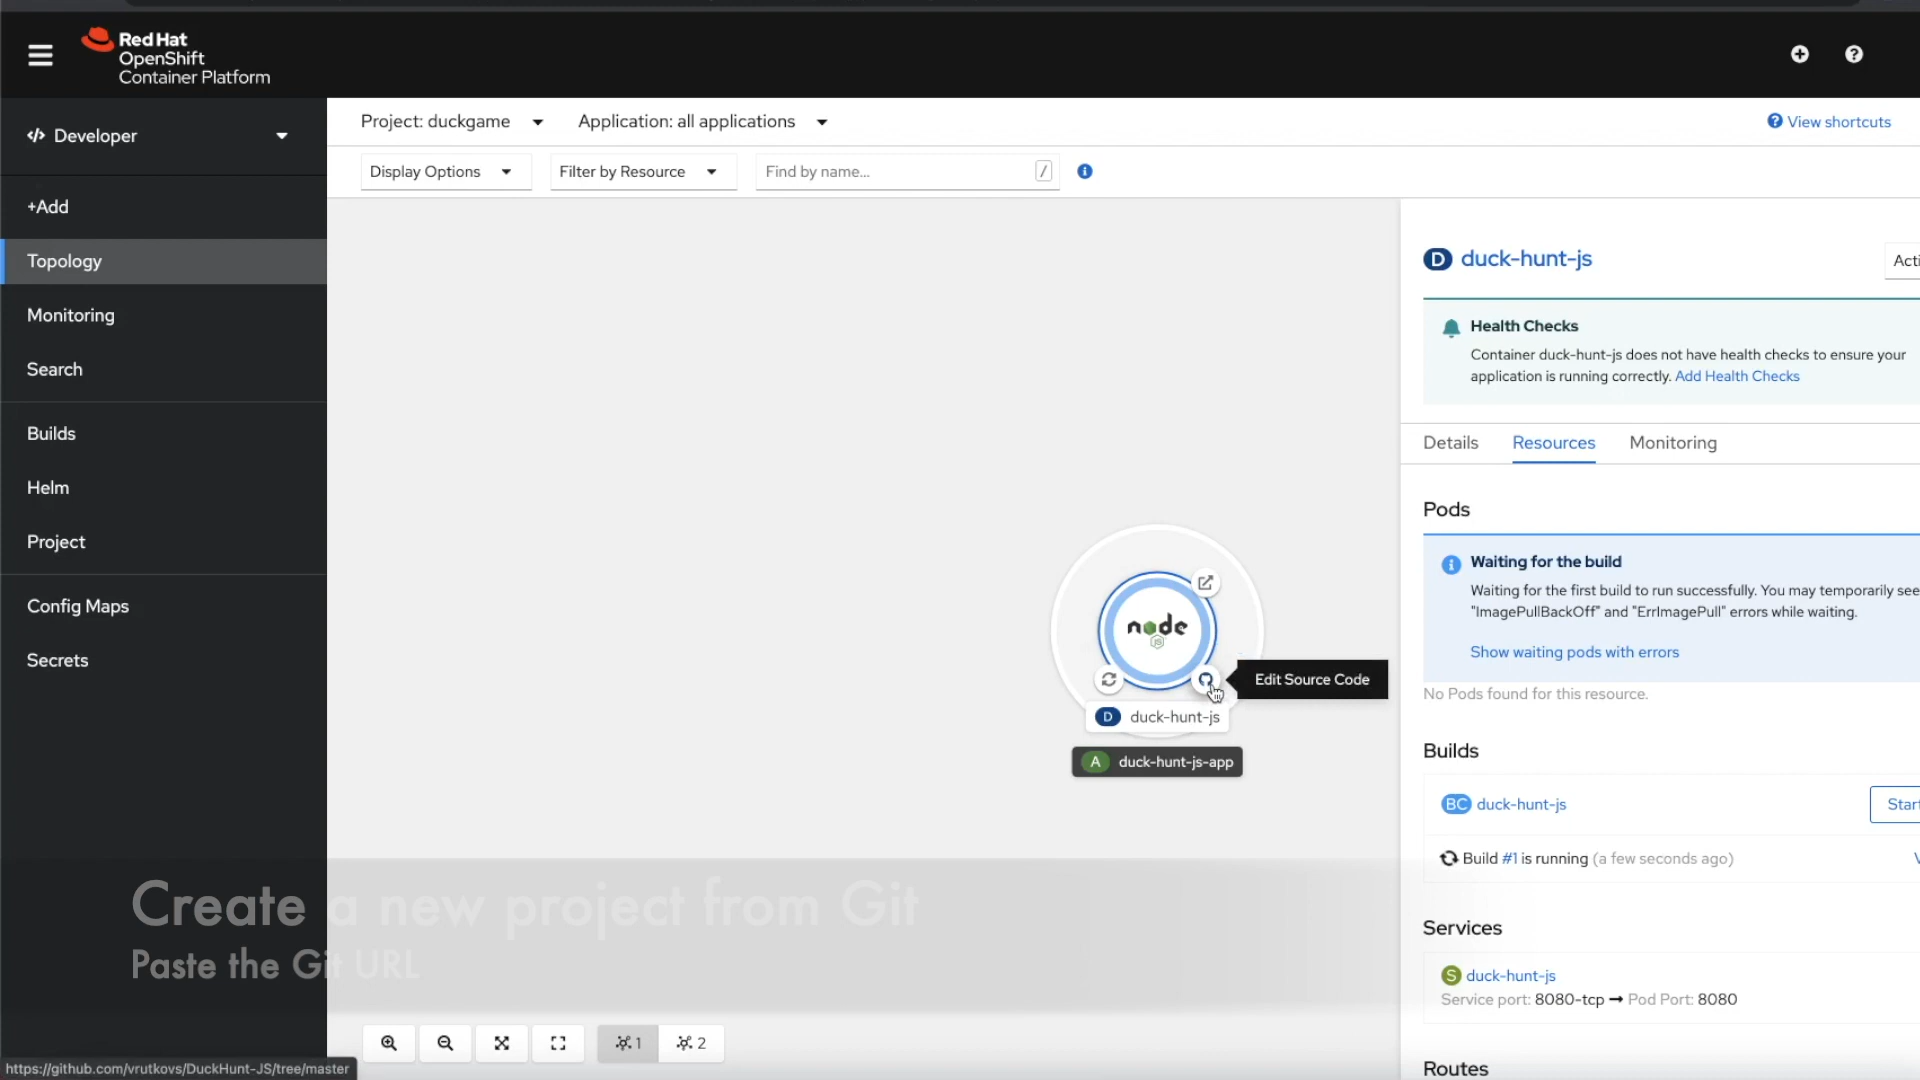 Red Hat
OpenShift
Container Platform
Developer
+Add
Topology
Monitoring
Search
Builds
Helm
Project
Config Maps
Secrets
Project: duckgame
Application: all applications
View shortcuts
Display Options
Filter by Resource
Find by name...
/
node
JS
Edit Source Code
D duck-hunt-js
A duck-hunt-js-app
D duck-hunt-js
Acti
Health Checks
Container duck-hunt-js does not have health checks to ensure your
application is running correctly. Add Health Checks
Details
Resources
Monitoring
Pods
Waiting for the build
Waiting for the first build to run successfully. You may temporarily see
"ImagePullBackOff" and "ErrImagePull" errors while waiting.
Show waiting pods with errors
No Pods found for this resource.
Builds
BC duck-hunt-js
Start
Build #1 is running (a few seconds ago)
V
Services
S duck-hunt-js
Service port: 8080-tcp → Pod Port: 8080
Routes
Create a new project from Git
Paste the Git URL
1
2
https://github.com/vrutkovs/DuckHunt-JS/tree/master